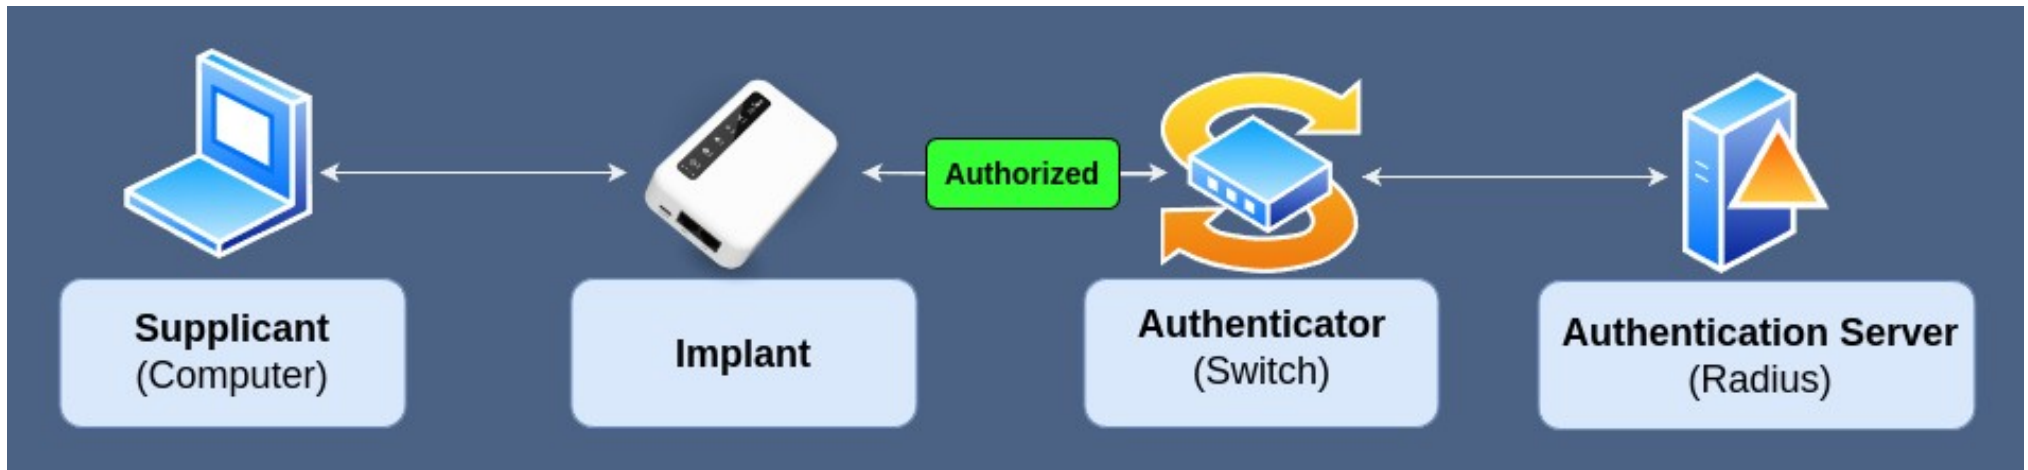 Authorized
Supplicant
(Computer)
Implant
Authenticator
(Switch)
Authentication Server
(Radius)